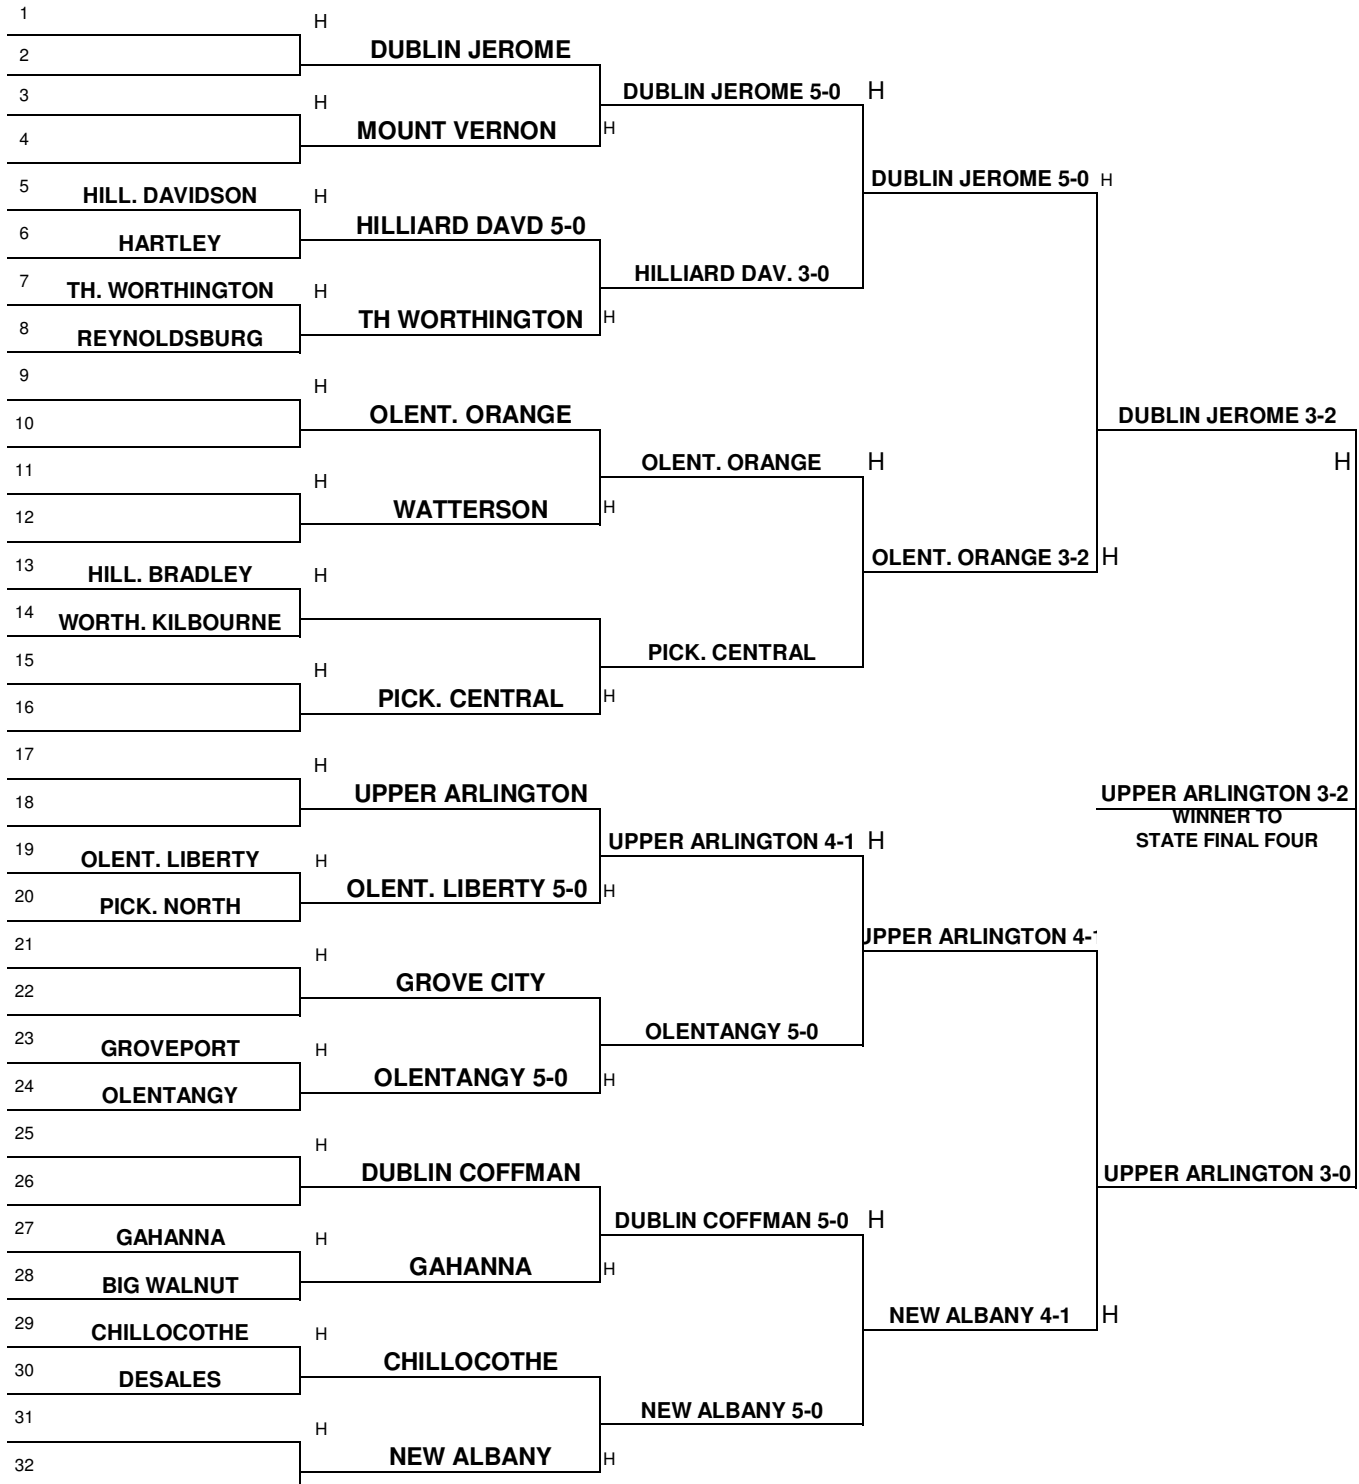 1
H
2
DUBLIN JEROME
3
DUBLIN JEROME 5-0 H
H
4
MOUNT VERNON
H
5
HILL. DAVIDSON
H
DUBLIN JEROME 5-0 H
6
HARTLEY
HILLIARD DAVD 5-0
7
TH. WORTHINGTON
H
HILLIARD DAV. 3-0
8
REYNOLDSBURG
TH WORTHINGTON
H
9
H
10
OLENT. ORANGE
DUBLIN JEROME 3-2
11
H
OLENT. ORANGE H
H
12
WATTERSON
H
13
HILL. BRADLEY
H
OLENT. ORANGE 3-2 H
14
WORTH. KILBOURNE
15
H
PICK. CENTRAL
16
PICK. CENTRAL
H
17
H
18
UPPER ARLINGTON
UPPER ARLINGTON 3-2
WINNER TO
STATE FINAL FOUR
19
OLENT. LIBERTY
H
UPPER ARLINGTON 4-1 H
20
PICK. NORTH
OLENT. LIBERTY 5-0
H
21
H
UPPER ARLINGTON 4-1
22
GROVE CITY
23
GROVEPORT
H
OLENTANGY 5-0
24
OLENTANGY
OLENTANGY 5-0
H
25
H
26
DUBLIN COFFMAN
UPPER ARLINGTON 3-0
27
GAHANNA
H
DUBLIN COFFMAN 5-0 H
28
BIG WALNUT
GAHANNA
H
29
CHILLOCOTHE
H
NEW ALBANY 4-1 H
30
DESALES
CHILLOCOTHE
31
H
NEW ALBANY 5-0
32
NEW ALBANY
H